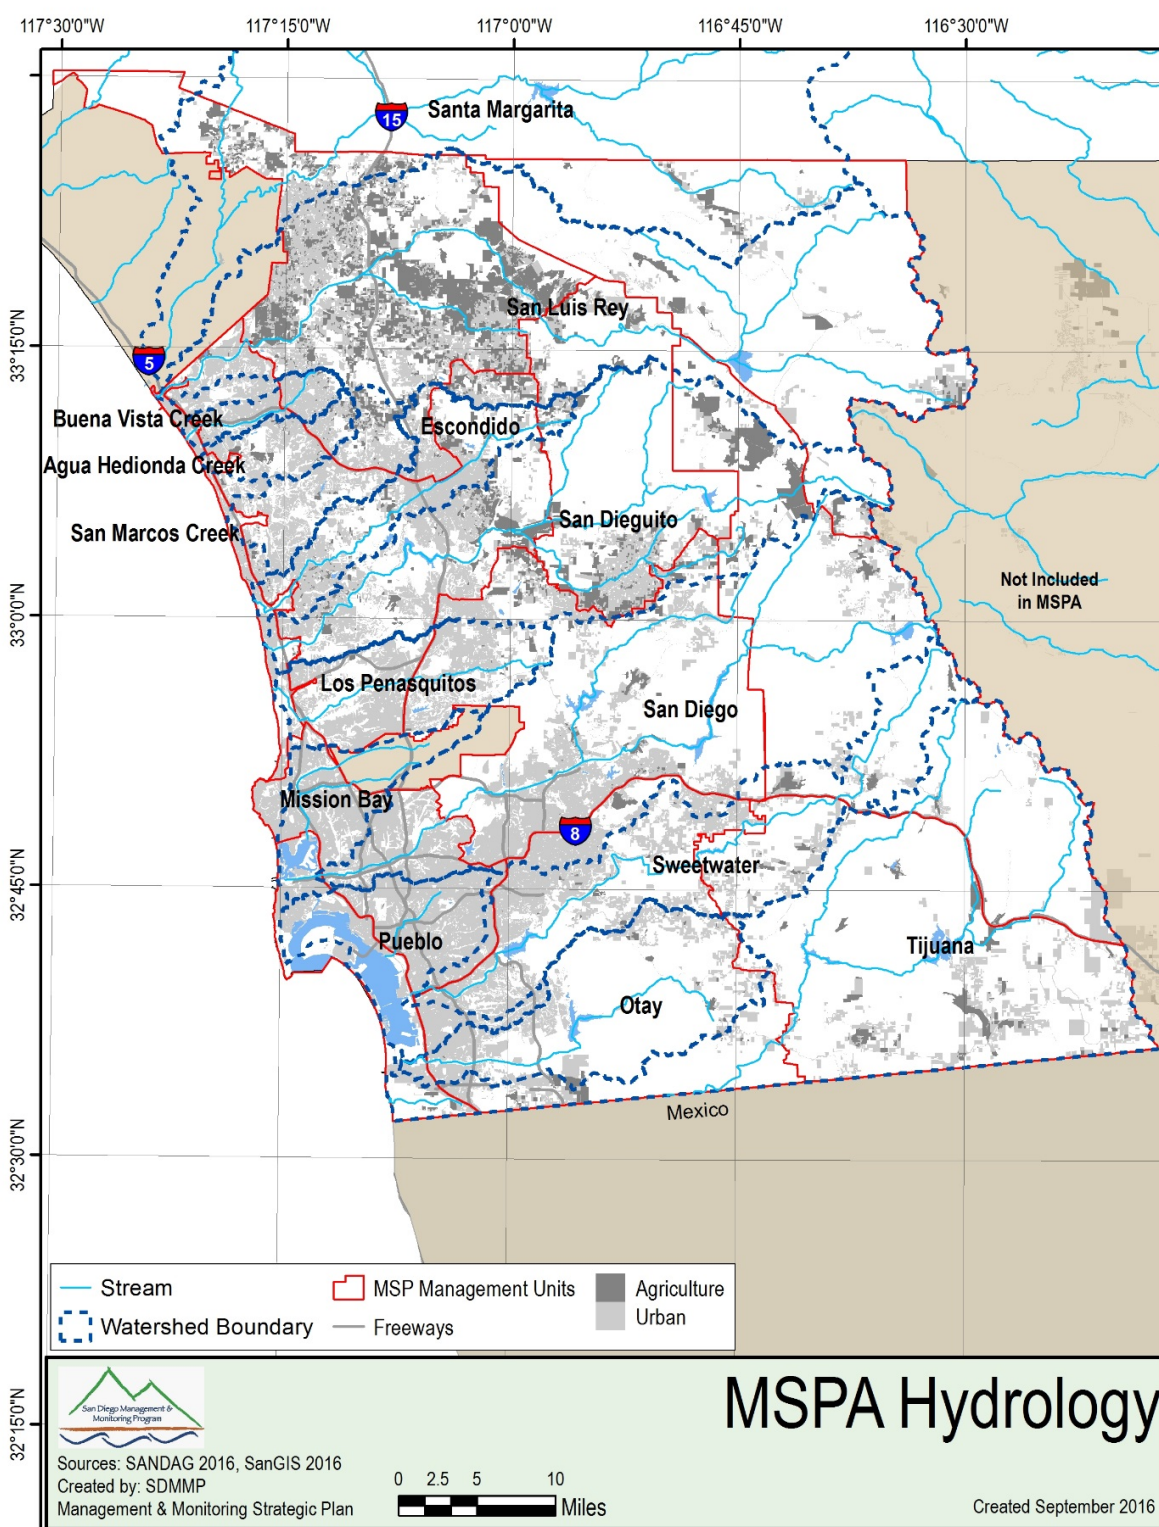 117°30'0"W
117°15'0"W
117°0'0"W
116°45'0"W
116°30'0"W
15
Santa Margarita
San Luis Rey
33°15'0"N
5
Buena Vista Creek
Escondido
Agua Hedionda Creek
San Dieguito
San Marcos Creek
Not Included
in MSPA
33°0'0"N
Los Penasquitos
San Diego
Mission Bay
8
Sweetwater
32°45'0"N
Pueblo
Tijuana
Otay
Mexico
32°30'0"N
Stream
MSP Management Units
Agriculture
Watershed Boundary
Freeways
Urban
32°15'0"N
San Diego Management &
Monitoring Program
MSPA Hydrology
Sources: SANDAG 2016, SanGIS 2016
Created by: SDMMP
Management & Monitoring Strategic Plan
0 2.5 5 10
Miles
Created September 2016